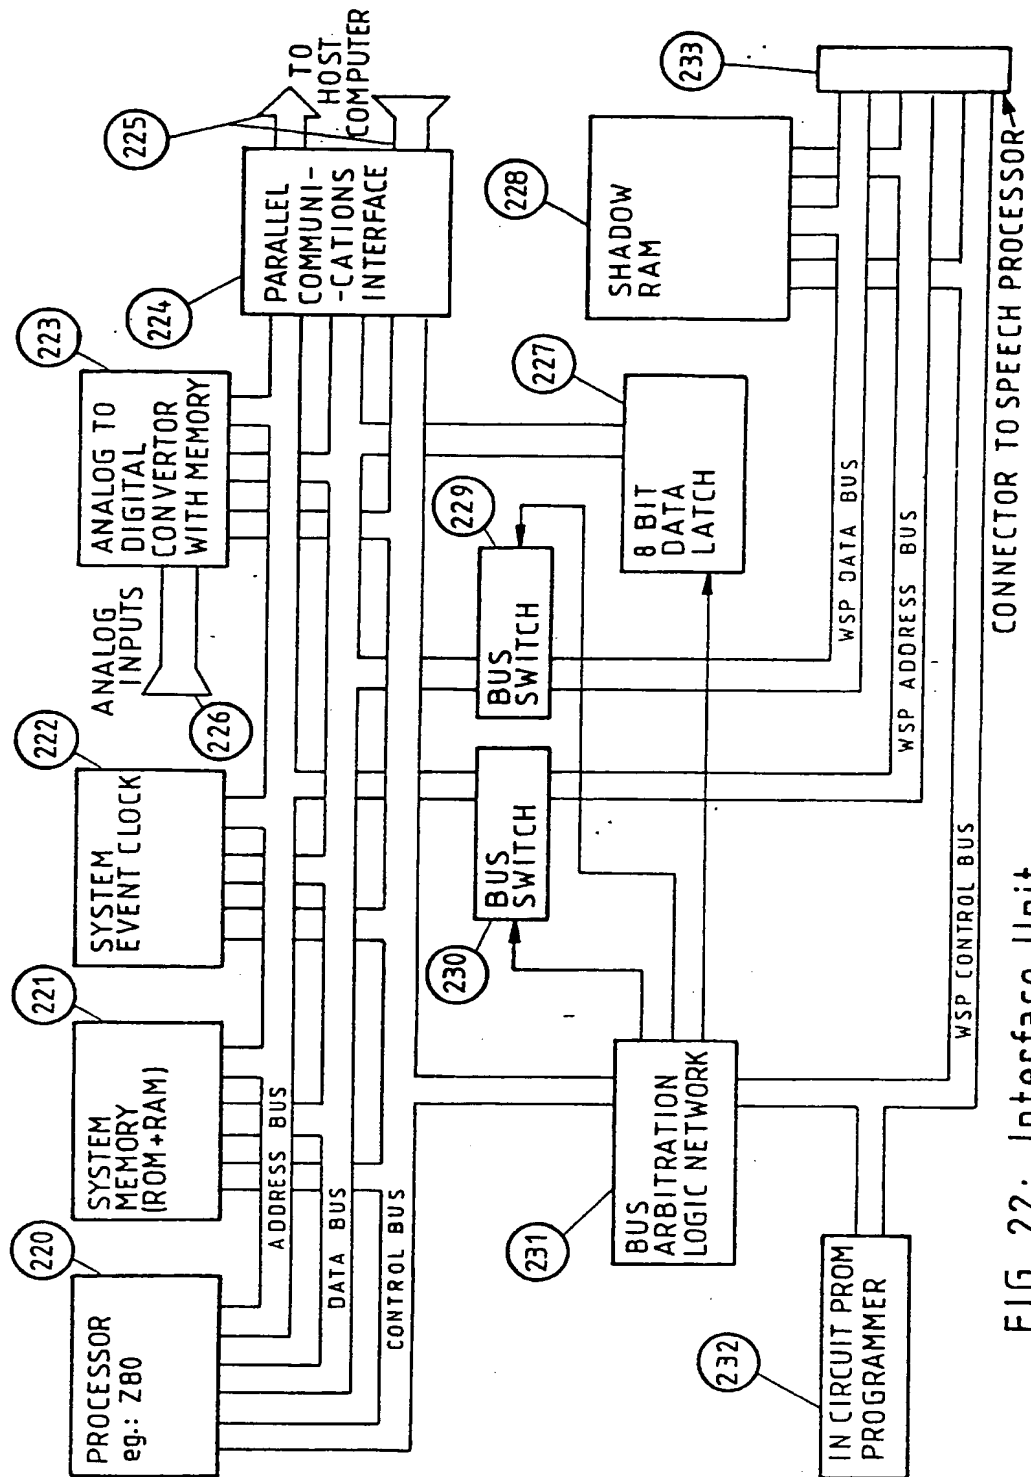 220
PROCESSOR
eg.: Z80
221
SYSTEM
MEMORY
(ROM+RAM)
222
SYSTEM
EVENT CLOCK
223
ANALOG TO
DIGITAL
CONVERTOR
WITH MEMORY
ANALOG
INPUTS
226
224
PARALLEL
COMMUNI-
-CATIONS
INTERFACE
225
TO
HOST
COMPUTER
ADDRESS BUS
DATA BUS
CONTROL BUS
230
BUS
SWITCH
229
BUS
SWITCH
227
8 BIT
DATA
LATCH
228
SHADOW
RAM
233
231
BUS
ARBITRATION
LOGIC NETWORK
232
IN CIRCUIT PROM
PROGRAMMER
WSP DATA BUS
WSP ADDRESS BUS
WSP CONTROL BUS
CONNECTOR TO SPEECH PROCESSOR
FIG. 22: Interface Unit